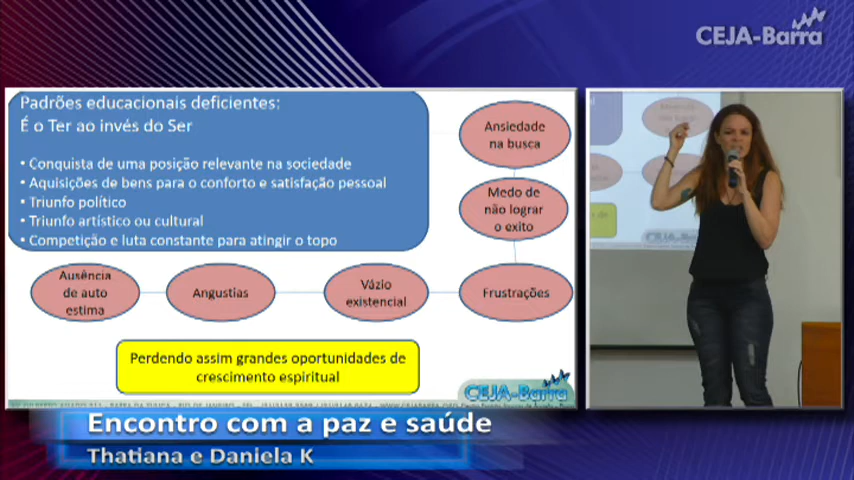 CEJA-Barra
Padrões educacionais deficientes:
É o Ter ao invés do Ser
• Conquista de uma posição relevante na sociedade
• Aquisições de bens para o conforto e satisfação pessoal
• Triunfo político
• Triunfo artístico ou cultural
• Competição e luta constante para atingir o topo
Ansiedade
na busca
Medo de
não lograr
o exito
Frustrações
Vázio
existencial
Angustias
Ausência
de auto
estima
Perdendo assim grandes oportunidades de
crescimento espiritual
CEJA-Barra
CEJA-Barra
Encontro com a paz e saúde
Thatiana e Daniela K